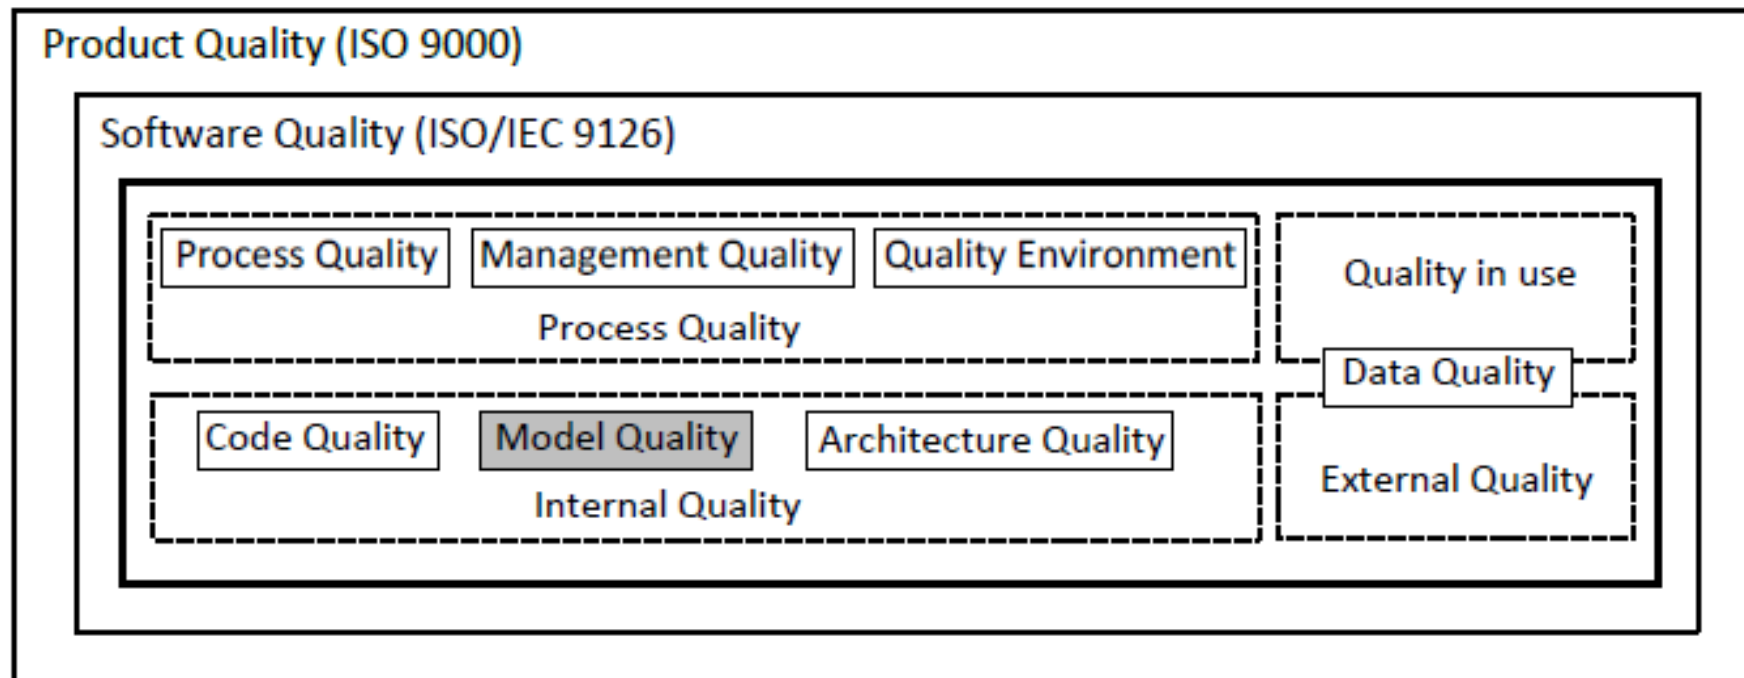 Product Quality (ISO 9000)
Software Quality (ISO/IEC 9126)
Process Quality
Management Quality
Quality Environment
Process Quality
Quality in use
Data Quality
Code Quality
Model Quality
Architecture Quality
Internal Quality
External Quality